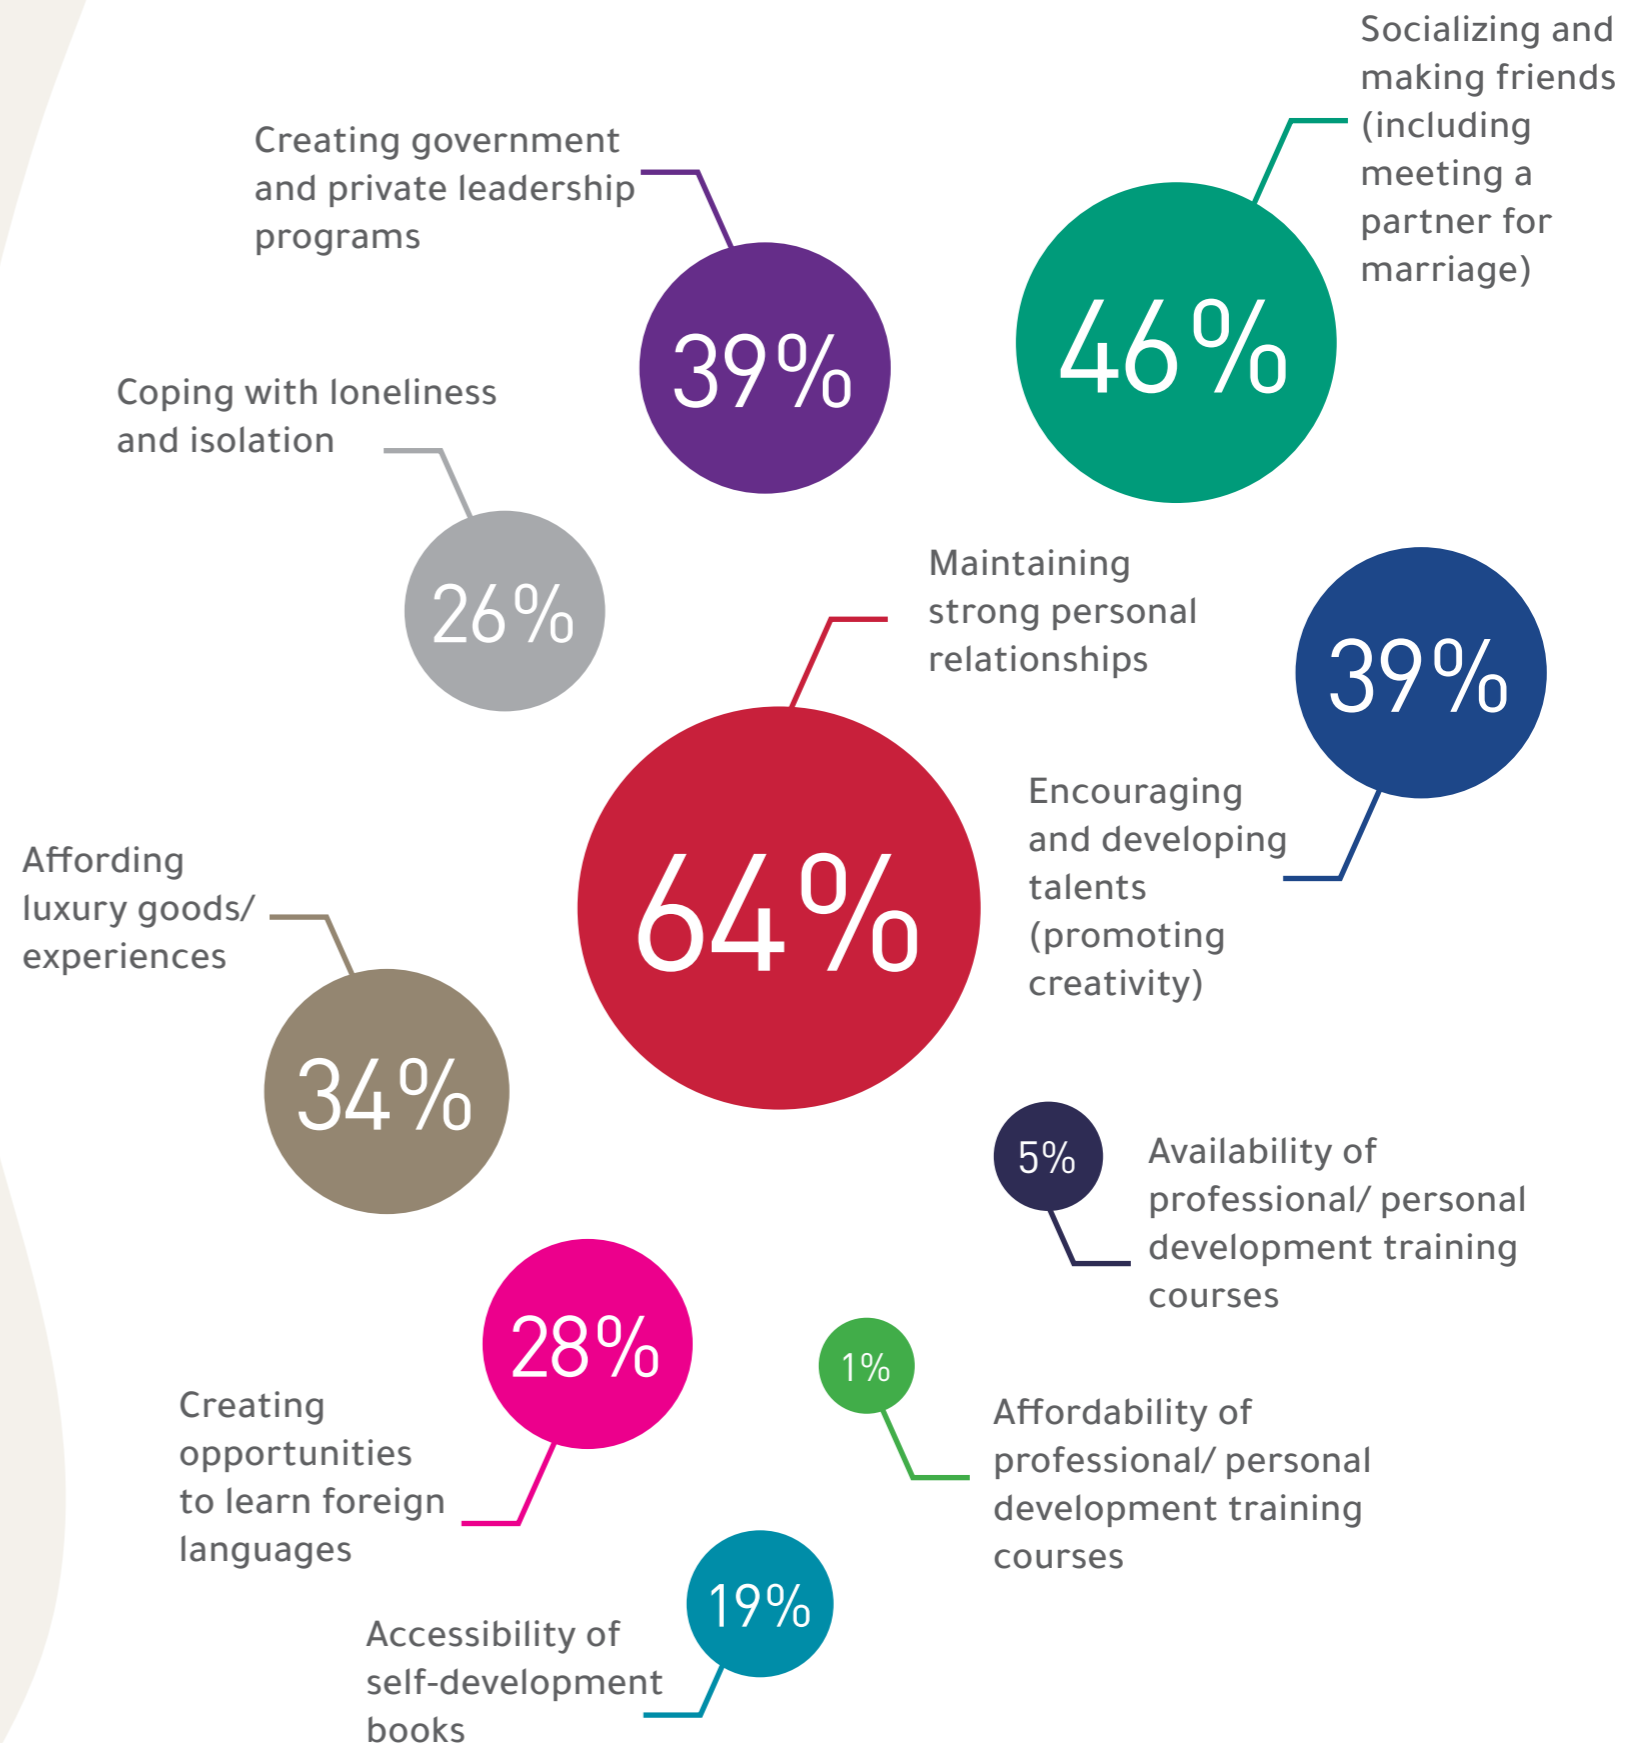 Socializing and
making friends
(including
meeting a
partner for
marriage)
46%
Creating government
and private leadership
programs
39%
Coping with loneliness
and isolation
26%
Maintaining
strong personal
relationships
64%
39%
Encouraging
and developing
talents
(promoting
creativity)
Affording
luxury goods/
experiences
34%
5%
Availability of
professional/ personal
development training
courses
28%
Creating
opportunities
to learn foreign
languages
1%
Affordability of
professional/ personal
development training
courses
19%
Accessibility of
self-development
books